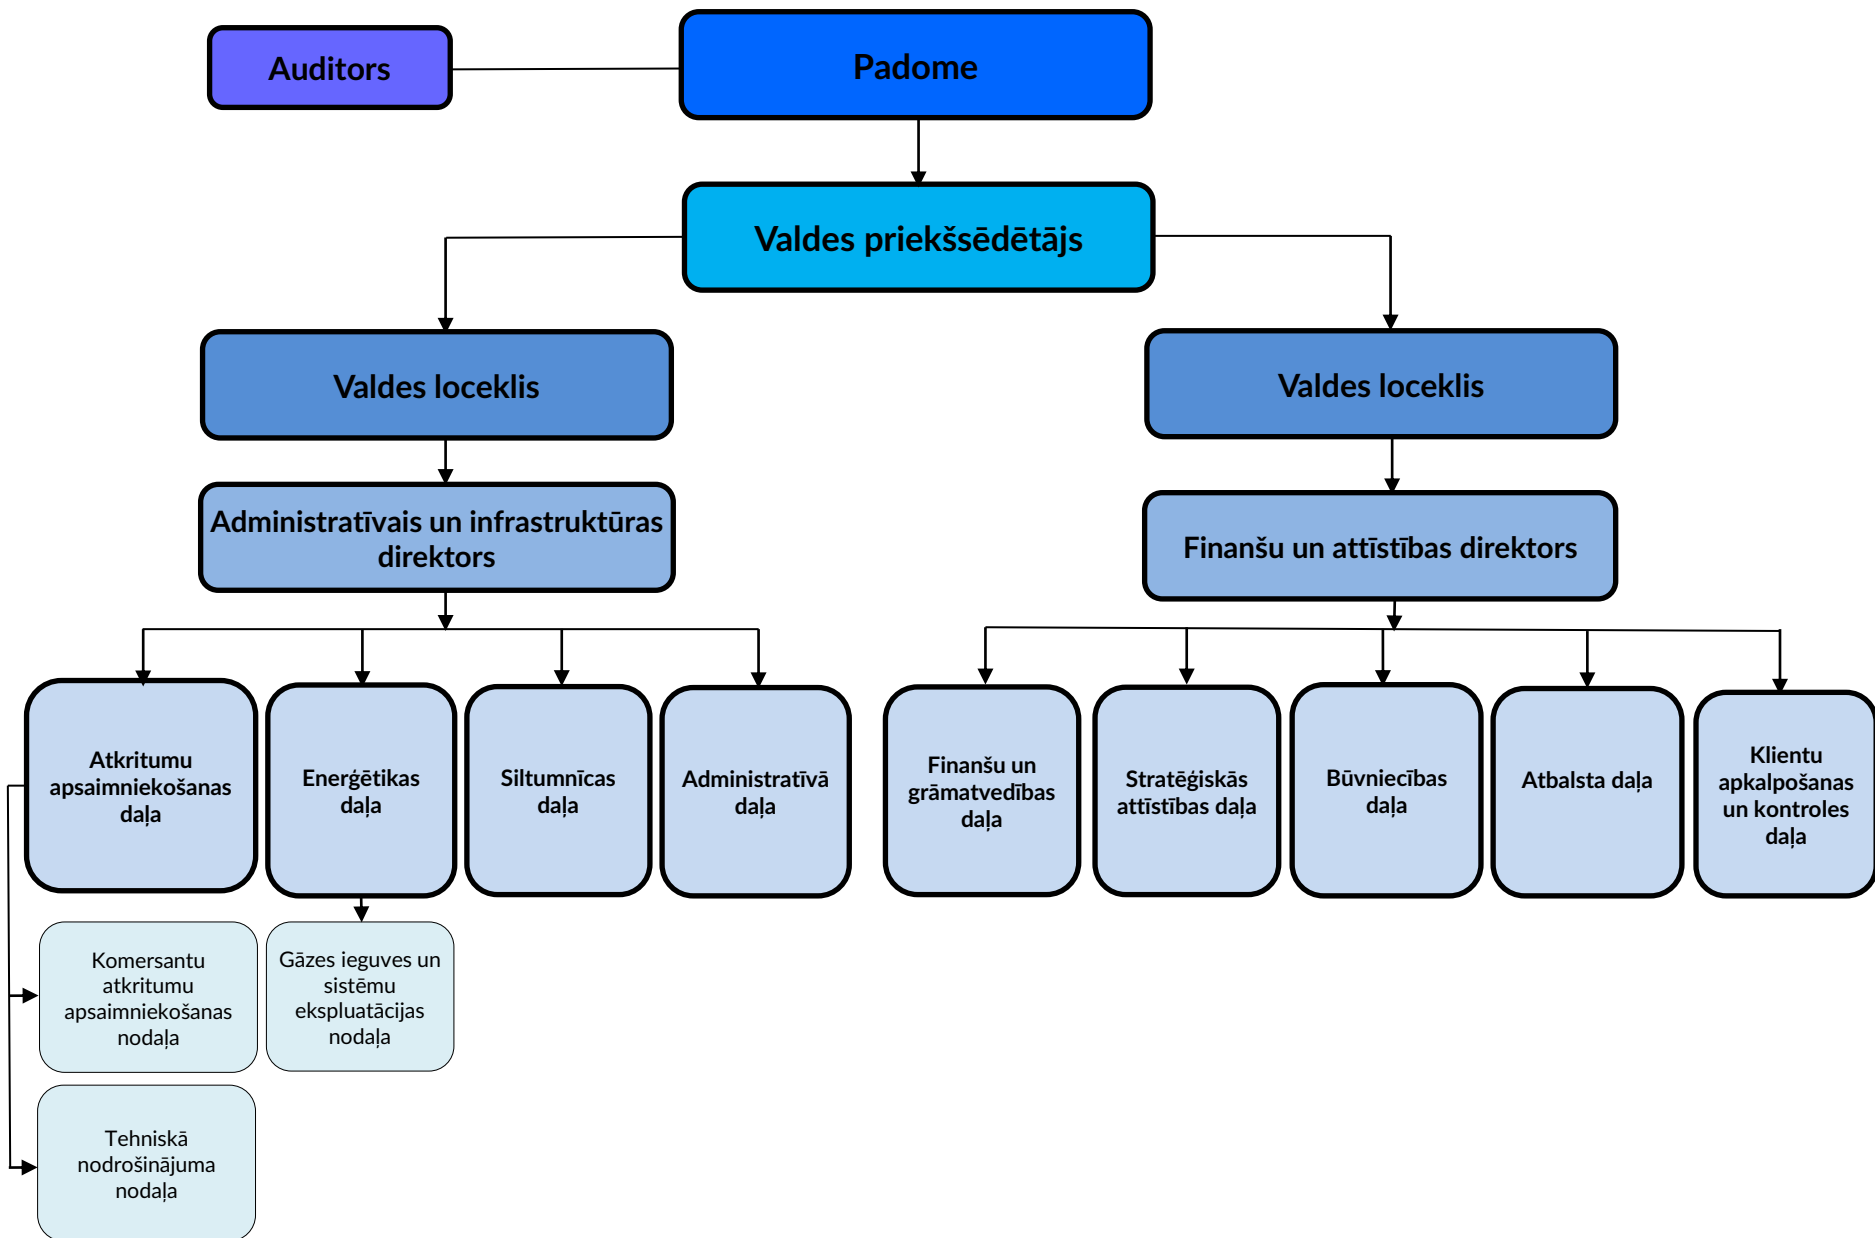 Auditors
Padome
Valdes priekšsēdētājs
Valdes loceklis
Valdes loceklis
Administratīvais un infrastruktūras
direktors
Finanšu un attīstības direktors
Atkritumu
apsaimniekošanas
daļa
Enerģētikas
daļa
Siltumnīcas
daļa
Administratīvā
daļa
Finanšu un
grāmatvedības
daļa
Stratēģiskās
attīstības daļa
Būvniecības
daļa
Atbalsta daļa
Klientu
apkalpošanas
un kontroles
daļa
Komersantu
atkritumu
apsaimniekošanas
nodaļa
Gāzes ieguves un
sistēmu
ekspluatācijas
nodaļa
Tehniskā
nodrošinājuma
nodaļa